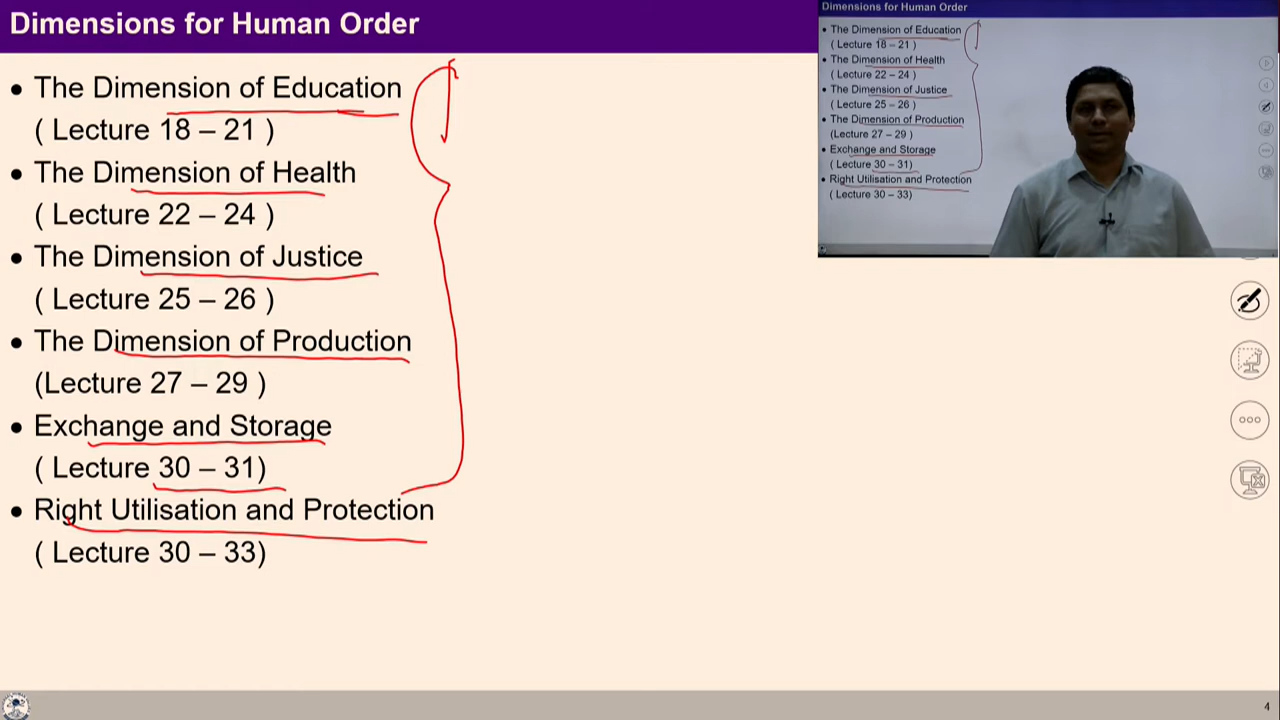 Dimensions for Human Order
• The Dimension of Education
( Lecture 18 – 21 )
• The Dimension of Health
( Lecture 22 – 24 )
• The Dimension of Justice
( Lecture 25 – 26 )
• The Dimension of Production
(Lecture 27 – 29 )
• Exchange and Storage
( Lecture 30 – 31)
• Right Utilisation and Protection
( Lecture 30 – 33)
Dimensions for Human Order
• The Dimension of Education
( Lecture 18 – 21 )
• The Dimension of Health
( Lecture 22 – 24 )
• The Dimension of Justice
( Lecture 25 – 26 )
• The Dimension of Production
(Lecture 27 – 29 )
• Exchange and Storage
( Lecture 30 – 31)
• Right Utilisation and Protection
( Lecture 30 – 33)
4